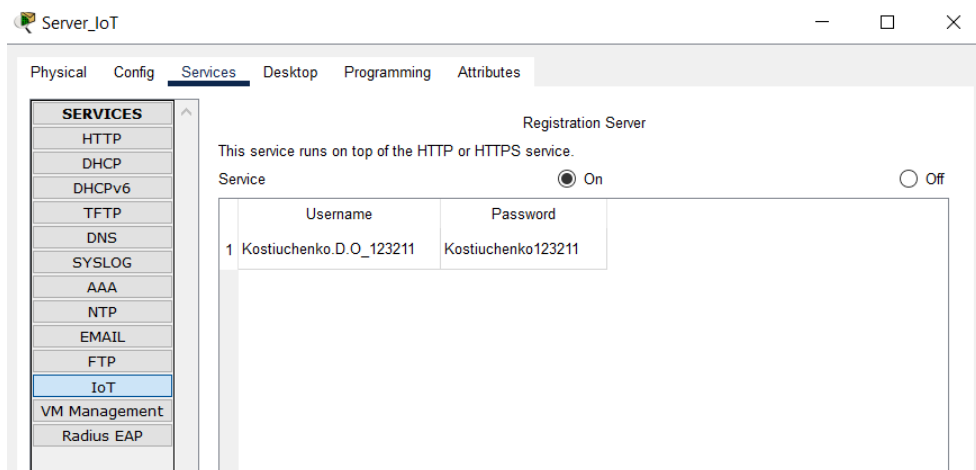 Server_IoT
Physical Config Services Desktop Programming Attributes
SERVICES
HTTP
DHCP
DHCPv6
TFTP
DNS
SYSLOG
AAA
NTP
EMAIL
FTP
IoT
VM Management
Radius EAP
Registration Server
This service runs on top of the HTTP or HTTPS service.
Service On Off
Username Password
1 Kostiuchenko.D.O_123211 Kostiuchenko123211